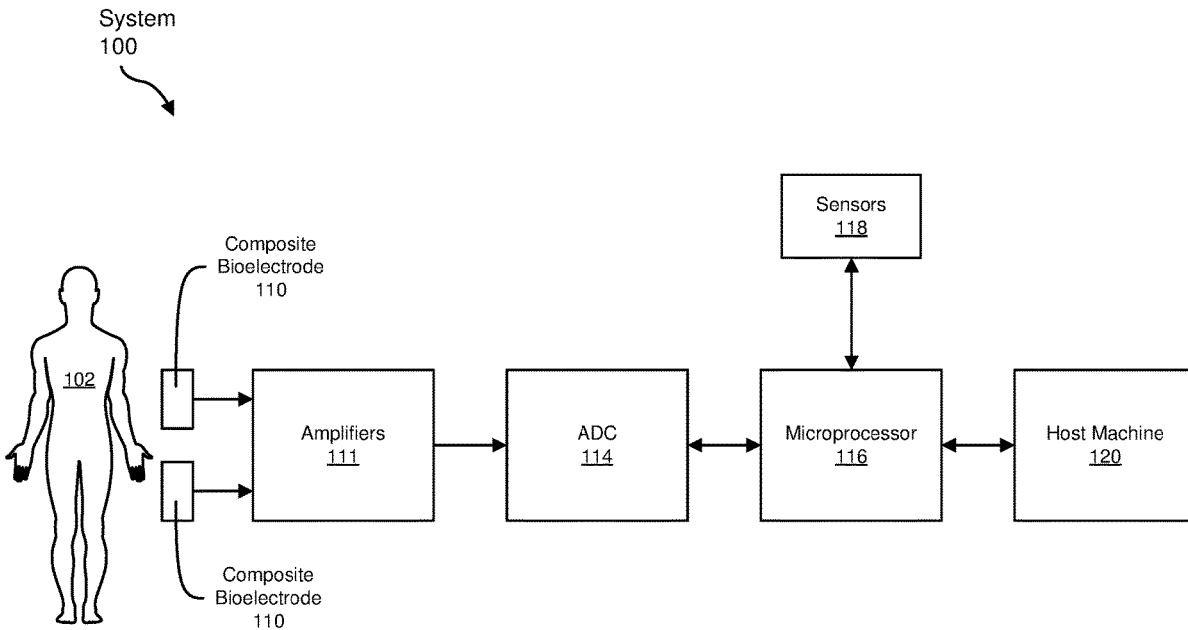 System
100
Sensors
118
Composite
Bioelectrode
110
102
Amplifiers
111
ADC
114
Microprocessor
116
Host Machine
120
Composite
Bioelectrode
110